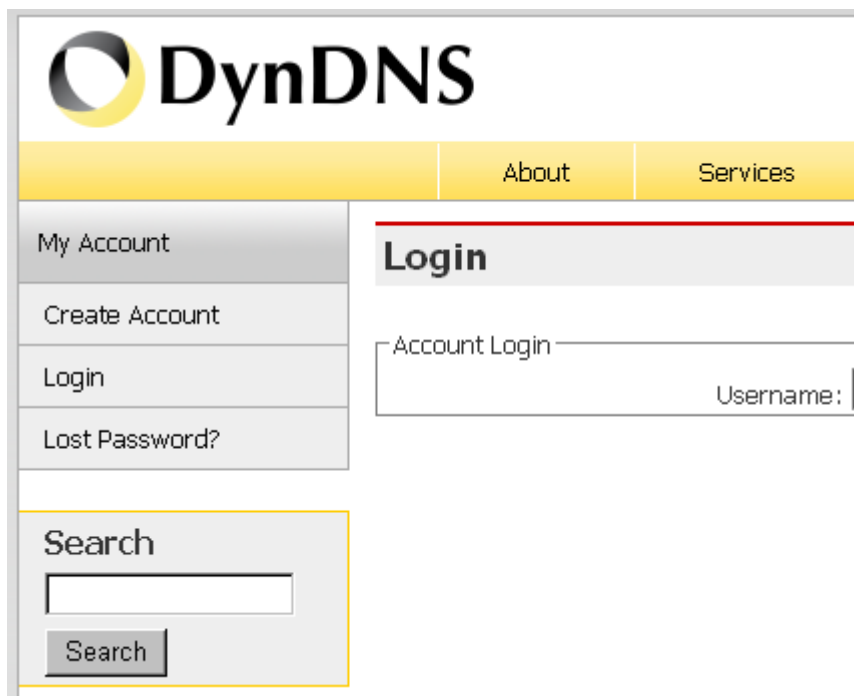 DynDNS
About
Services
My Account
Create Account
Login
Lost Password?
Search
Search
Login
Account Login
Username: